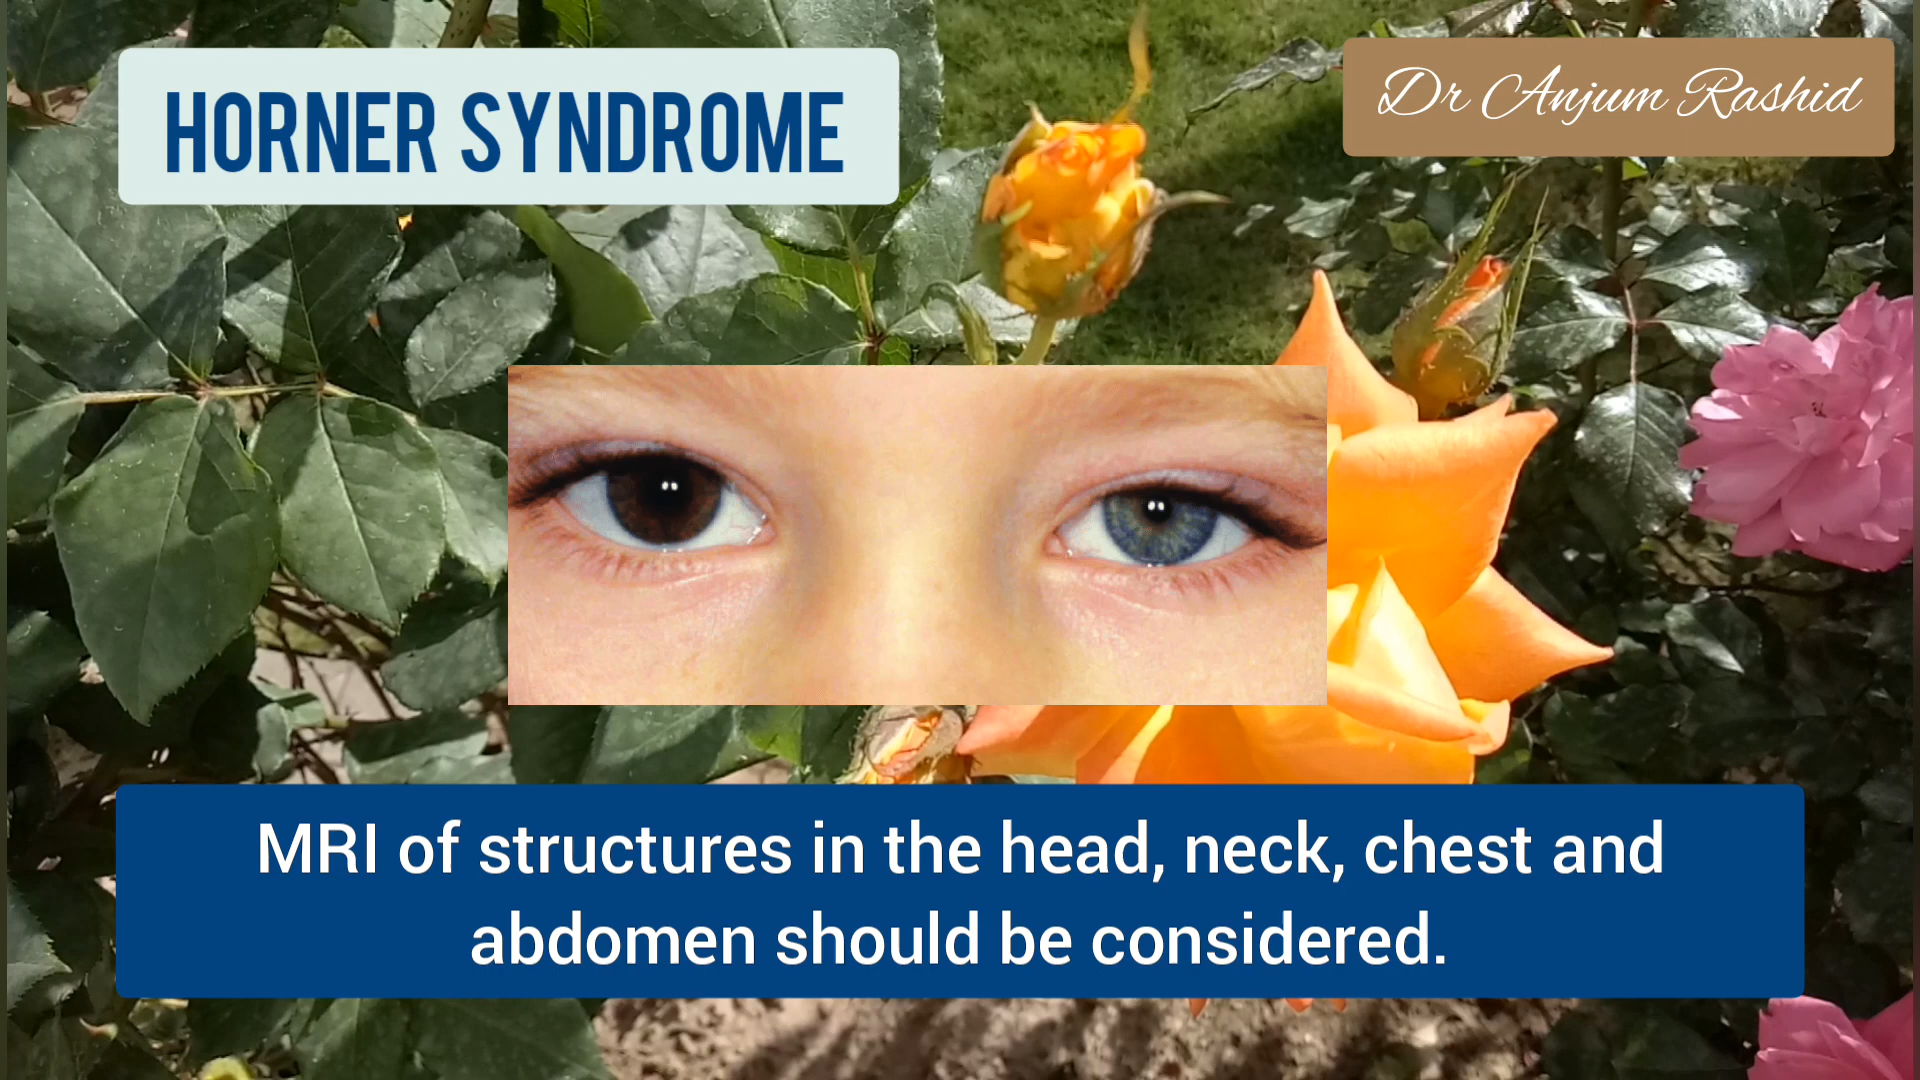 HORNER SYNDROME
Dr Anjum Rashid
MRI of structures in the head, neck, chest and
abdomen should be considered.